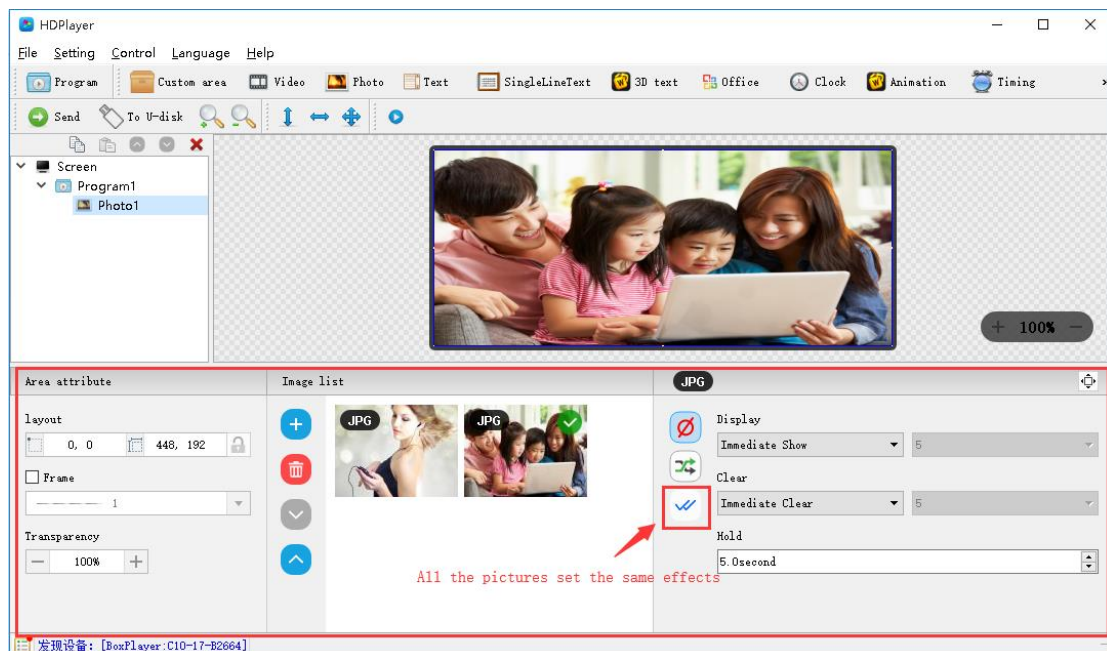 HDPlayer
File Setting Control Language Help
Program Custom area Video Photo Text SingleLineText 3D text Office Clock Animation Timing
Send To U-disk
Screen
Program1
Photo1
100%
Area attribute Image list JPG
layout
0, 0 448, 192
Frame
1
Transparency
100%
JPG JPG
Display
Immediate Show 5
Clear
Immediate Clear 5
Hold
5.0second
All the pictures set the same effects
发现设备: [BoxPlayer:C10-17-B2664]